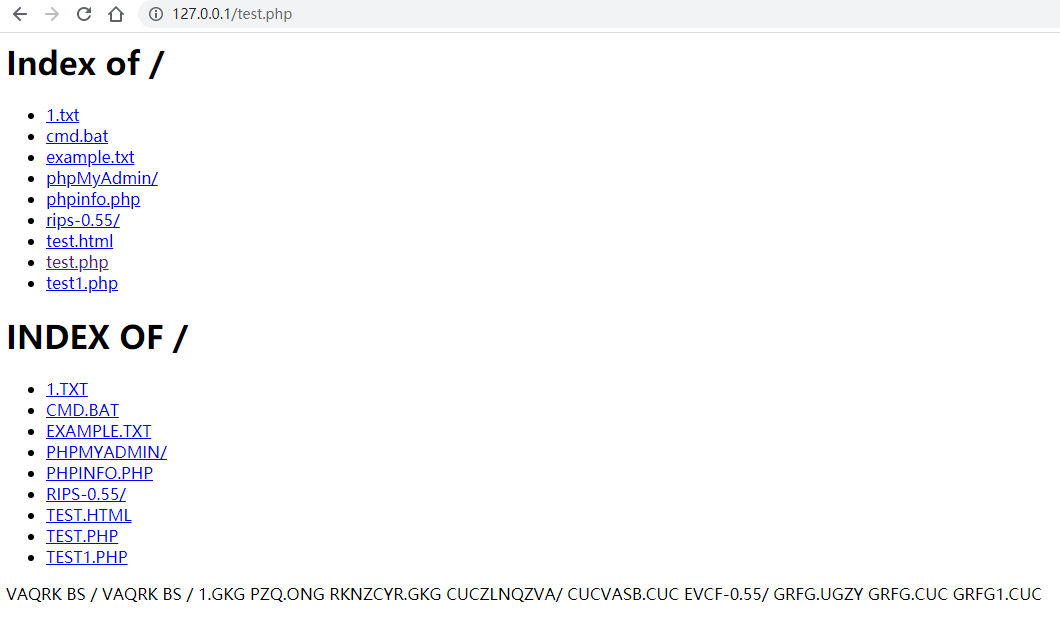 127.0.0.1/test.php
Index of /
1.txt
cmd.bat
example.txt
phpMyAdmin/
phpinfo.php
rips-0.55/
test.html
test.php
test1.php
INDEX OF /
1.TXT
CMD.BAT
EXAMPLE.TXT
PHPMYADMIN/
PHPINFO.PHP
RIPS-0.55/
TEST.HTML
TEST.PHP
TEST1.PHP
VAQRK BS / VAQRK BS / 1.GKG PZQ.ONG RKNZCYR.GKG CUCZLNQZVA/ CUCVASB.CUC EVCF-0.55/ GRFG.UGZY GRFG.CUC GRFG1.CUC